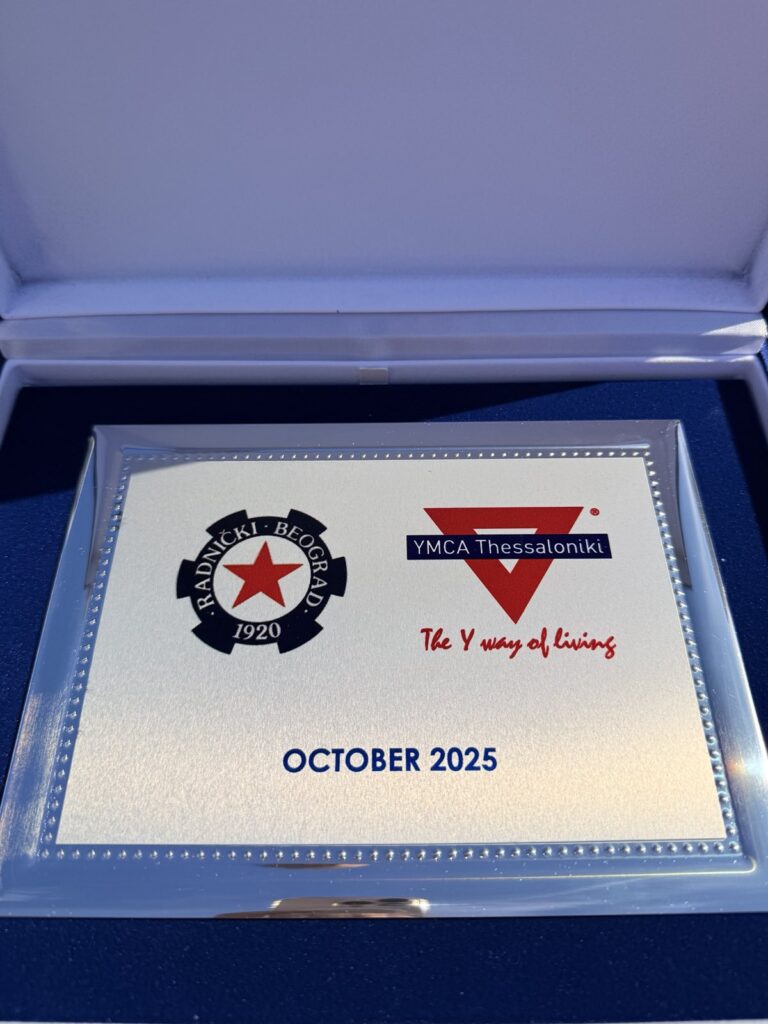 RADNIČKI · BEOGRAD
1920
YMCA Thessaloniki ®
The Y way of living
OCTOBER 2025